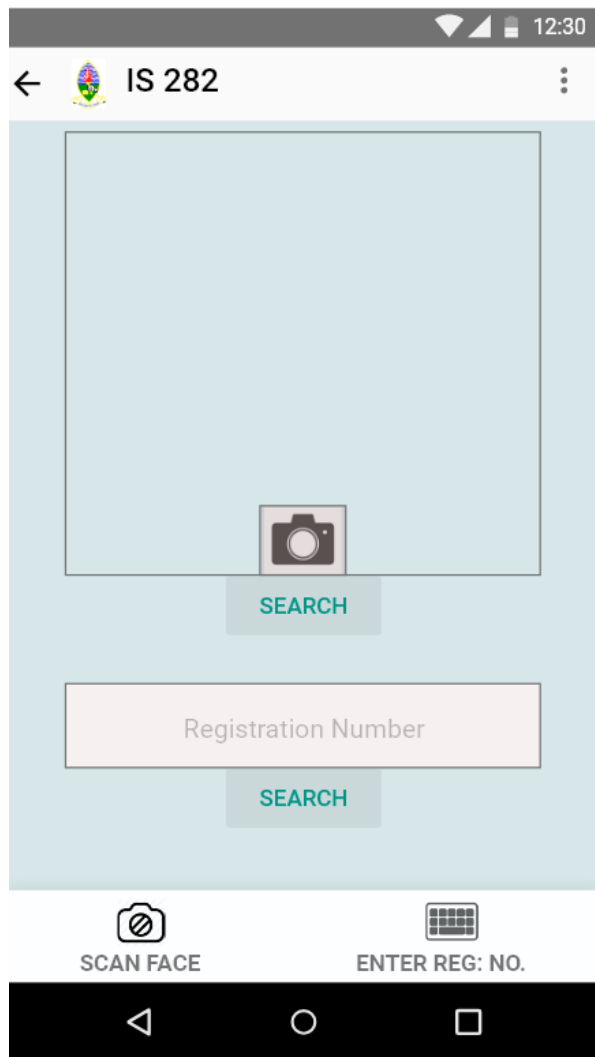 12:30
IS 282
SEARCH
Registration Number
SEARCH
SCAN FACE
ENTER REG: NO.